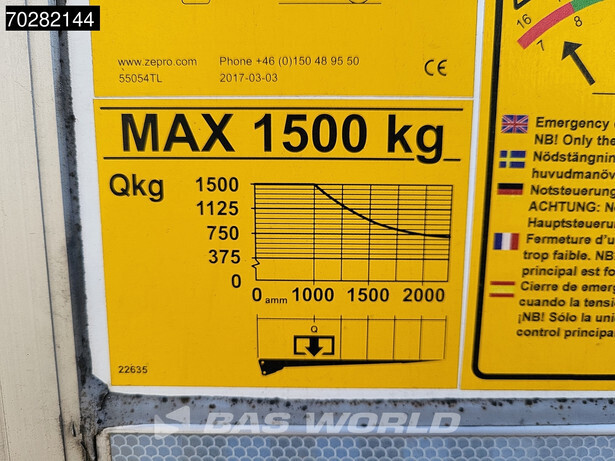 70282144
www.zepro.com Phone +46 (0)150 48 95 50
55054TL 2017-03-03 CE
MAX 1500 kg
Qkg
1500
1125
750
375
0
0 amm 1000 1500 2000
Q
22635
16 8
7
Emergency
NB! Only the
Nödstängnin
huvudmanöv
Notsteuerung
ACHTUNG: N
Hauptsteuerun
Fermeture d'u
trop faible. NB
principal est fo
Cierre de emerg
cuando la tensi
¡NB! Sólo la uni
control principa
BAS WORLD